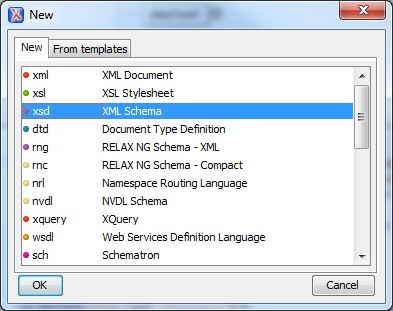 New
New From templates
xml XML Document
xsl XSL Stylesheet
xsd XML Schema
dtd Document Type Definition
rng RELAX NG Schema - XML
rnc RELAX NG Schema - Compact
nrl Namespace Routing Language
nvdl NVDL Schema
xquery XQuery
wsdl Web Services Definition Language
sch Schematron
OK Cancel